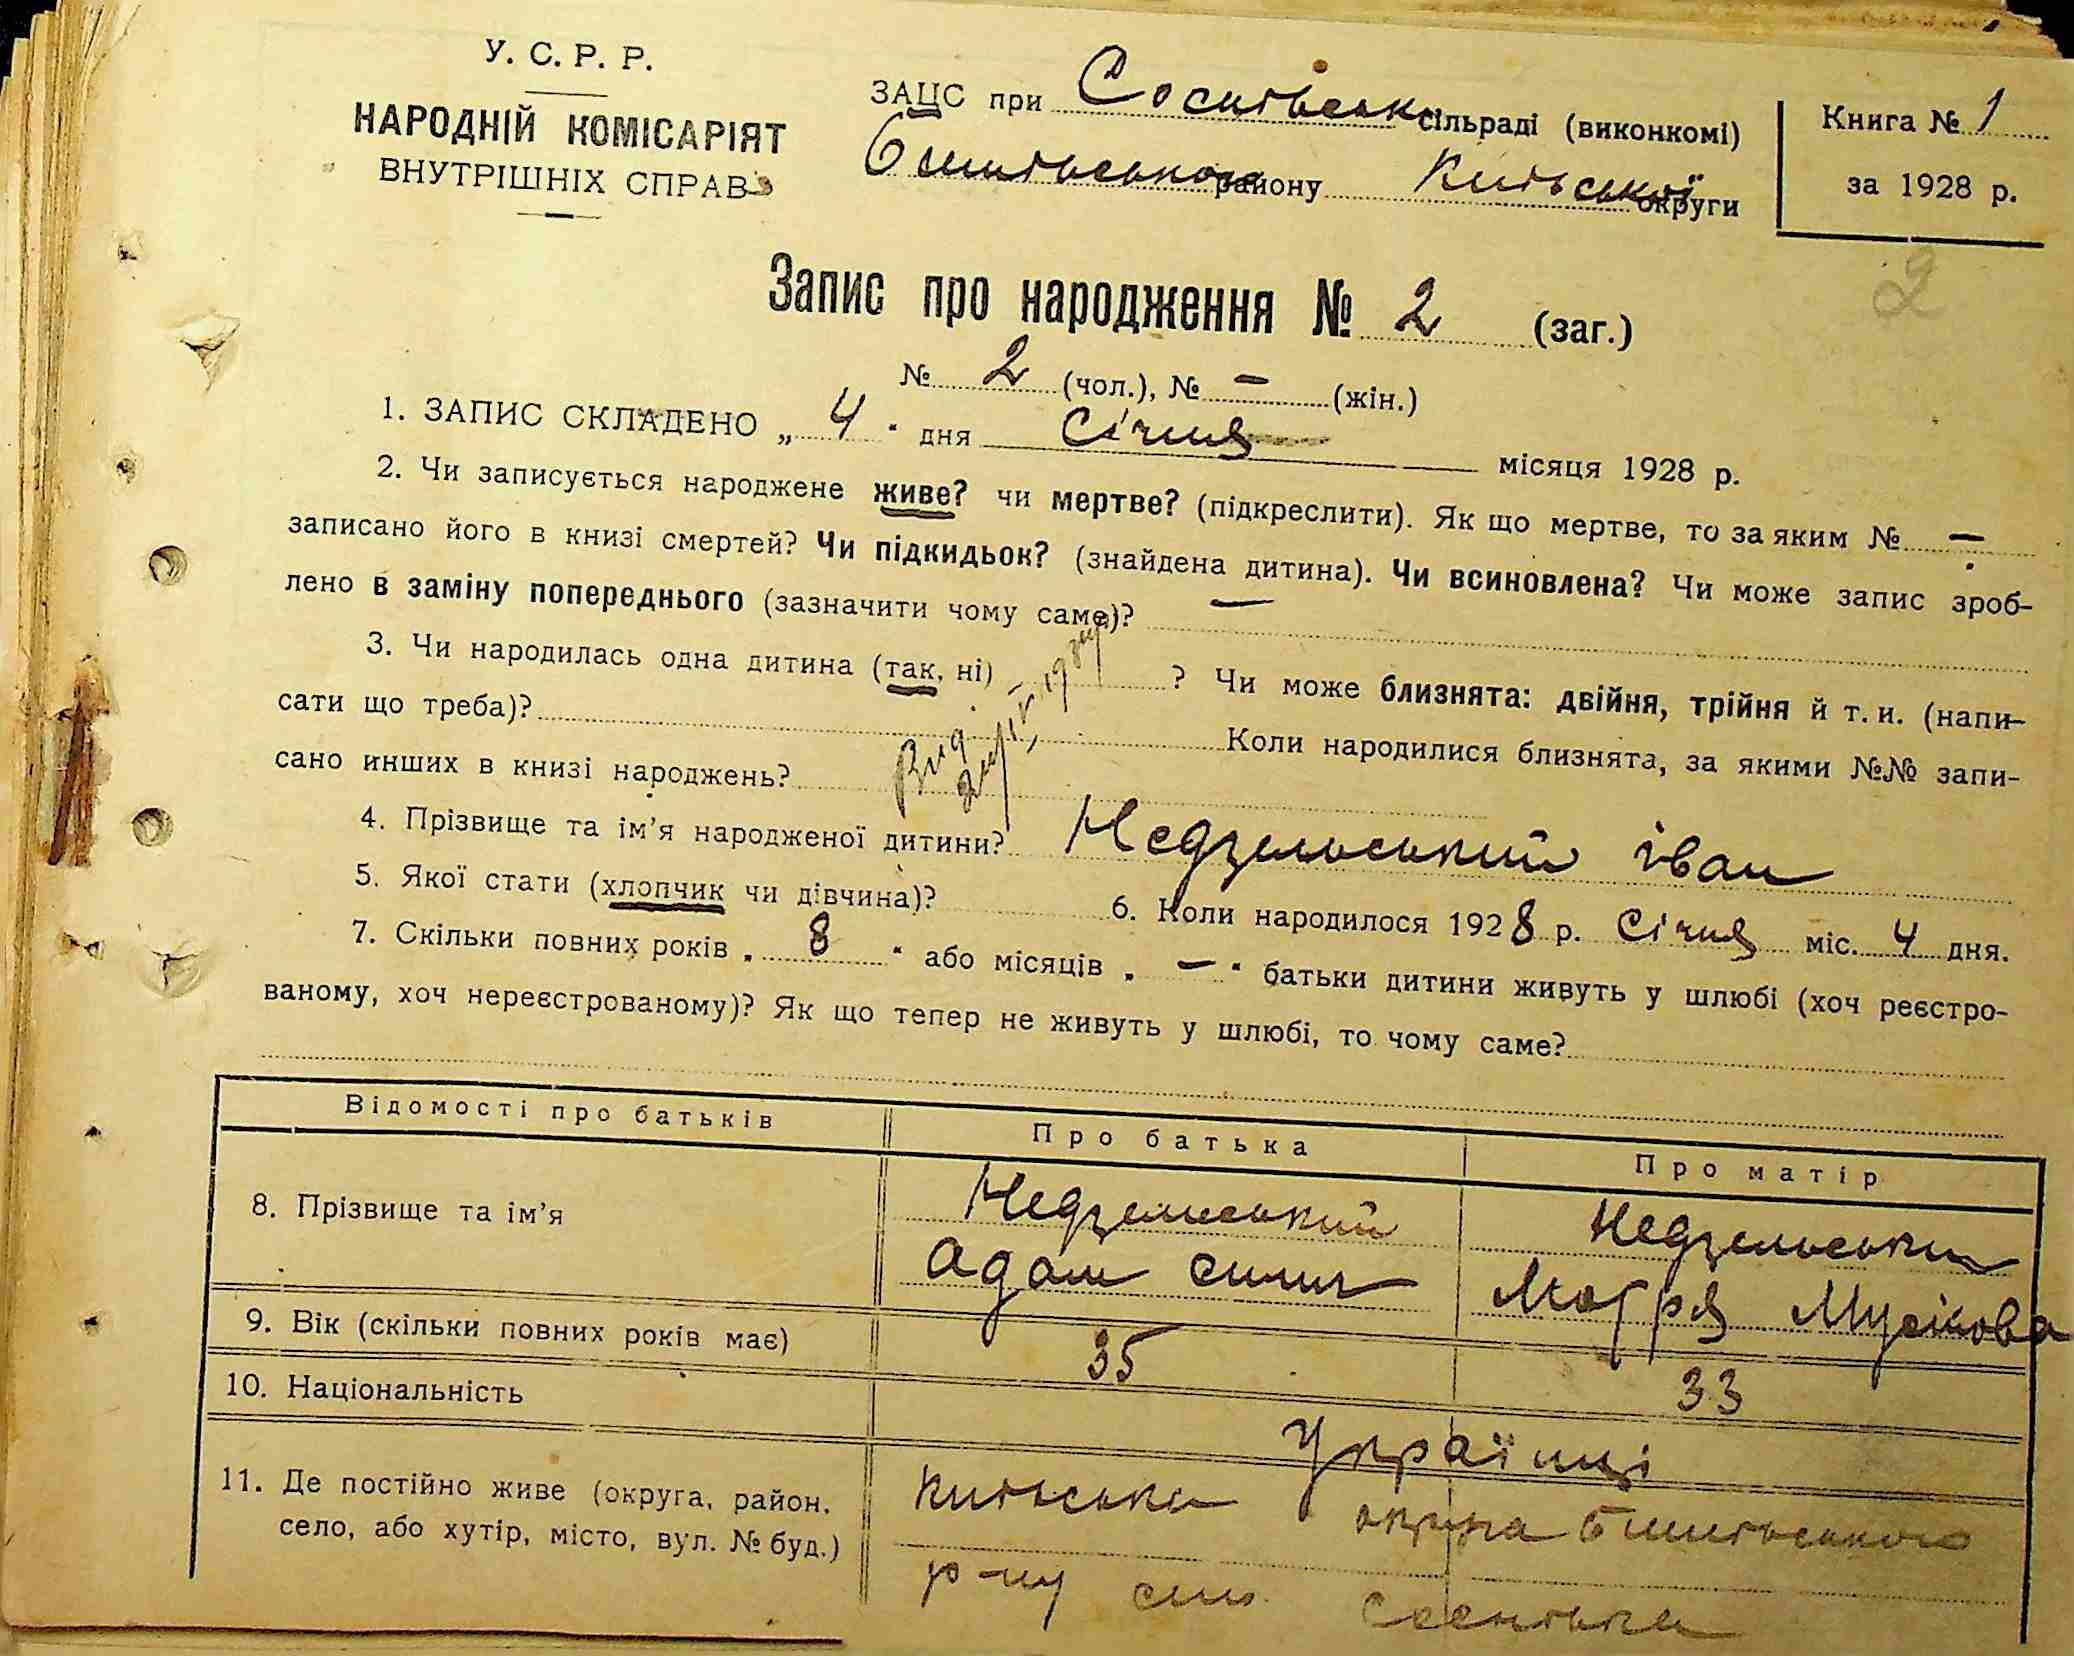 У. С. Р. Р.
НАРОДНІЙ КОМІСАРІЯТ
ВНУТРІШНІХ СПРАВ
ЗАЦС при Соснівськ сільраді (виконкомі)
району Київської округи
Книга № 1
за 1928 р.
2
Запис про народження № 2 (заг.)
№ 2 (чол.), № — (жін.)
1. ЗАПИС СКЛАДЕНО „ 4 " дня Січня місяця 1928 р.
2. Чи записується народжене живе? чи мертве? (підкреслити). Як що мертве, то за яким № —
записано його в книзі смертей? Чи підкидьок? (знайдена дитина). Чи всиновлена? Чи може запис зроб-
лено в заміну попереднього (зазначити чому саме)? —
3. Чи народилась одна дитина (так, ні) ? Чи може близнята: двійня, трійня й т. и. (напи-
сати що треба)? Коли народилися близнята, за якими №№ запи-
сано инших в книзі народжень?
4. Прізвище та ім'я народженої дитини? Недзельський Іван
5. Якої стати (хлопчик чи дівчина)? 6. Коли народилося 1928 р. Січня міс. 4 дня.
7. Скільки повних років „ 8 " або місяців „ — " батьки дитини живуть у шлюбі (хоч реєстро-
ваному, хоч нереєстрованому)? Як що тепер не живуть у шлюбі, то чому саме?
Відомості про батьків Про батька Про матір
8. Прізвище та ім'я Недзельський Недзельськи
Адам Мотря
9. Вік (скільки повних років має) 35 33
10. Національність Українці
11. Де постійно живе (округа, район, Київська округа
село, або хутір, місто, вул. № буд.) р-ну